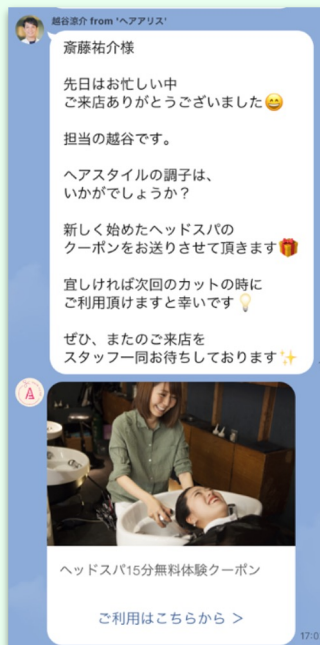 越谷涼介 from 'ヘアアリス'
斎藤祐介様
先日はお忙しい中
ご来店ありがとうございました😄
担当の越谷です。
ヘアスタイルの調子は、
いかがでしょうか？
新しく始めたヘッドスパの
クーポンをお送りさせて頂きます🎁
宜しければ次回のカットの時に
ご利用頂けますと幸いです💡
ぜひ、またのご来店を
スタッフ一同お待ちしております✨
A
ヘッドスパ15分無料体験クーポン
ご利用はこちらから ＞